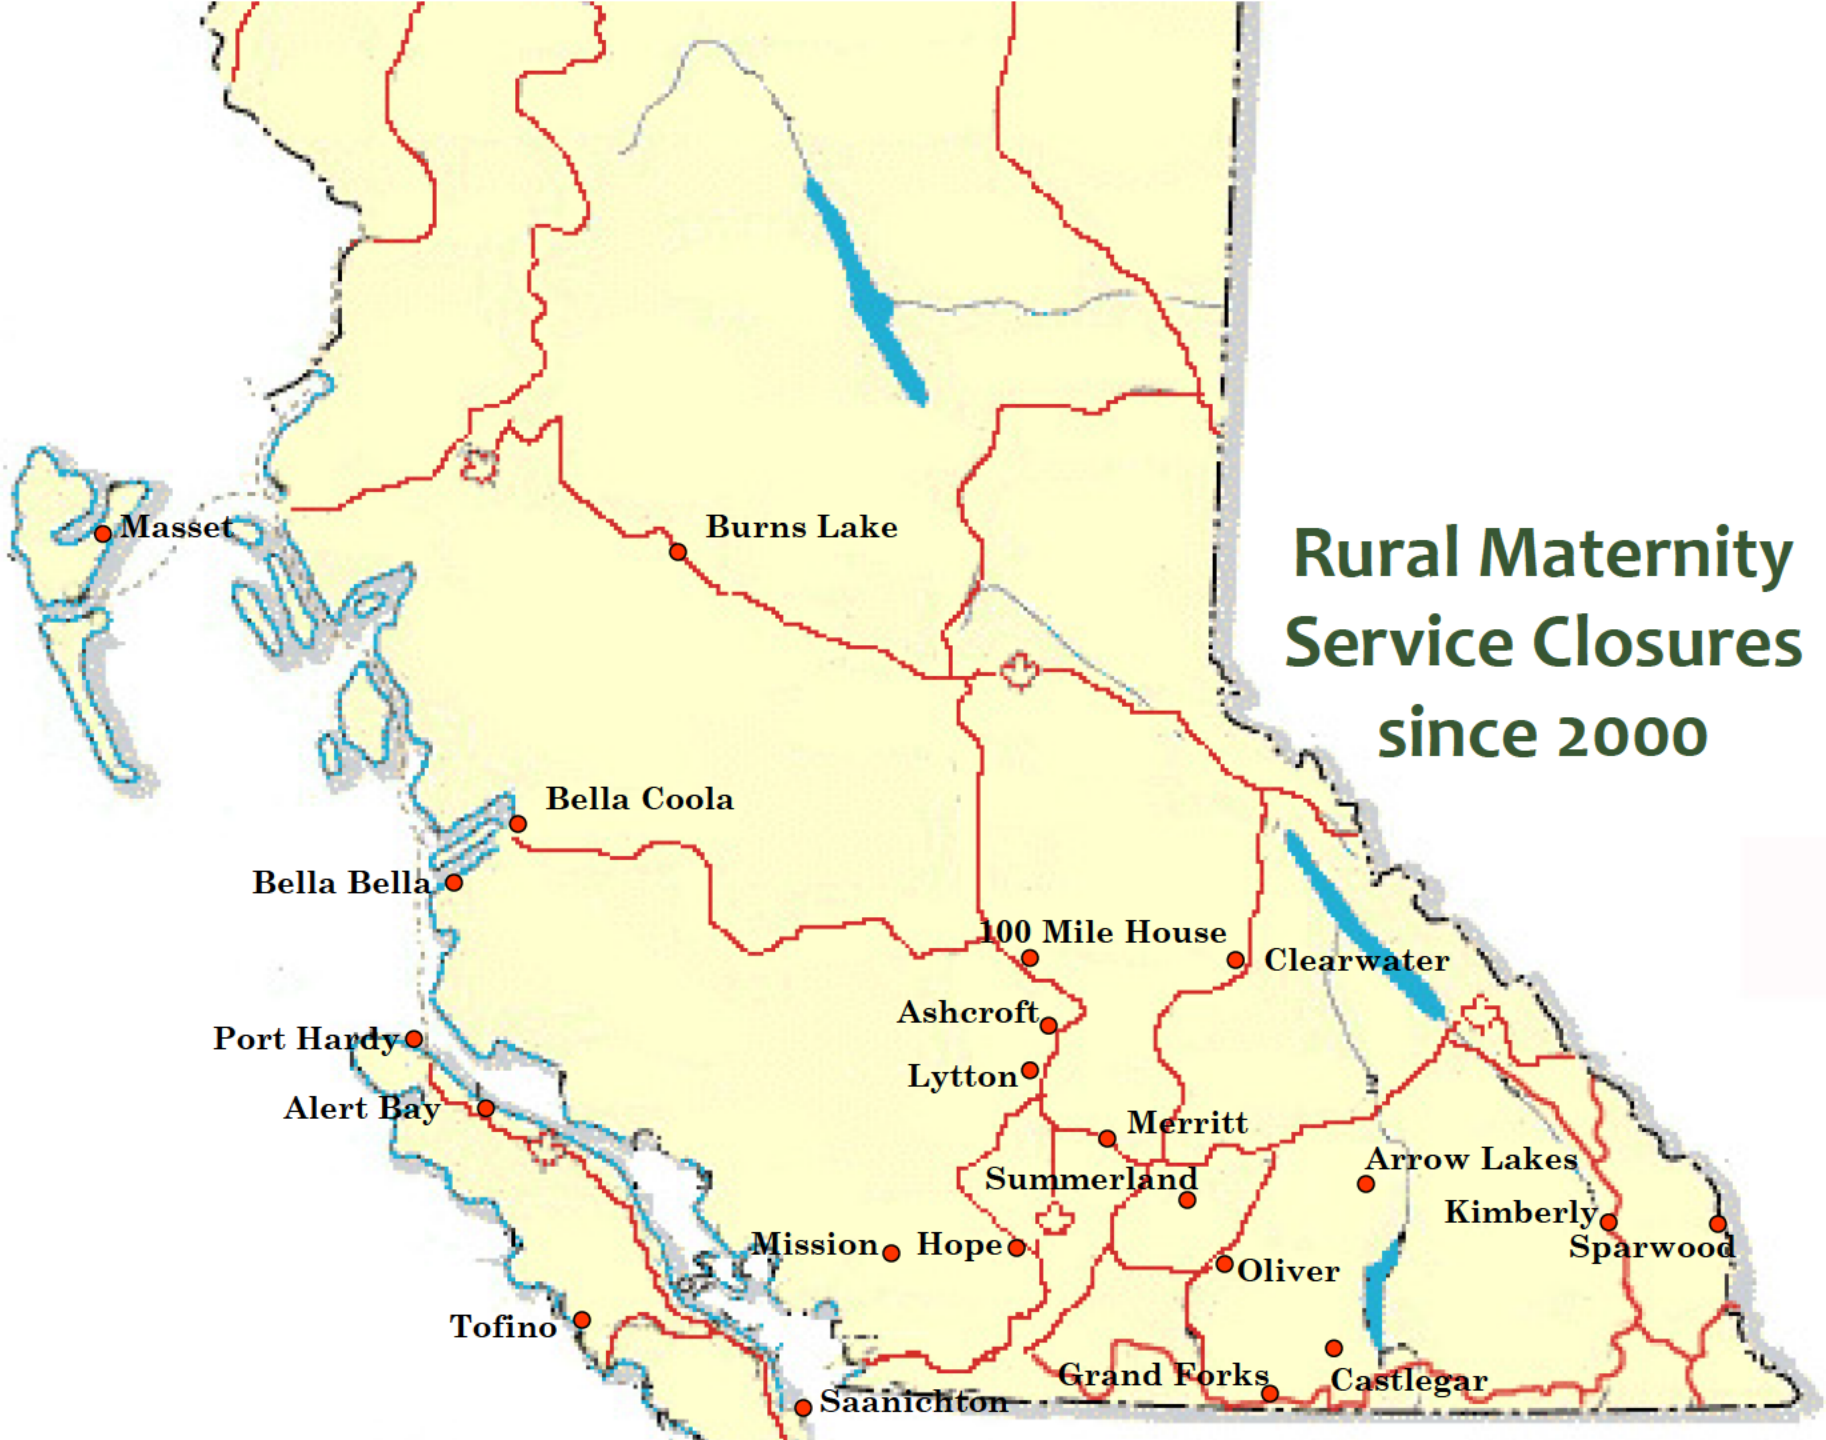 Masset
Burns Lake
Rural Maternity
Service Closures
since 2000
Bella Coola
Bella Bella
100 Mile House
Clearwater
Ashcroft
Port Hardy
Lytton
Alert Bay
Merritt
Arrow Lakes
Summerland
Kimberly
Mission
Hope
Sparwood
Oliver
Tofino
Grand Forks
Castlegar
Saanichton